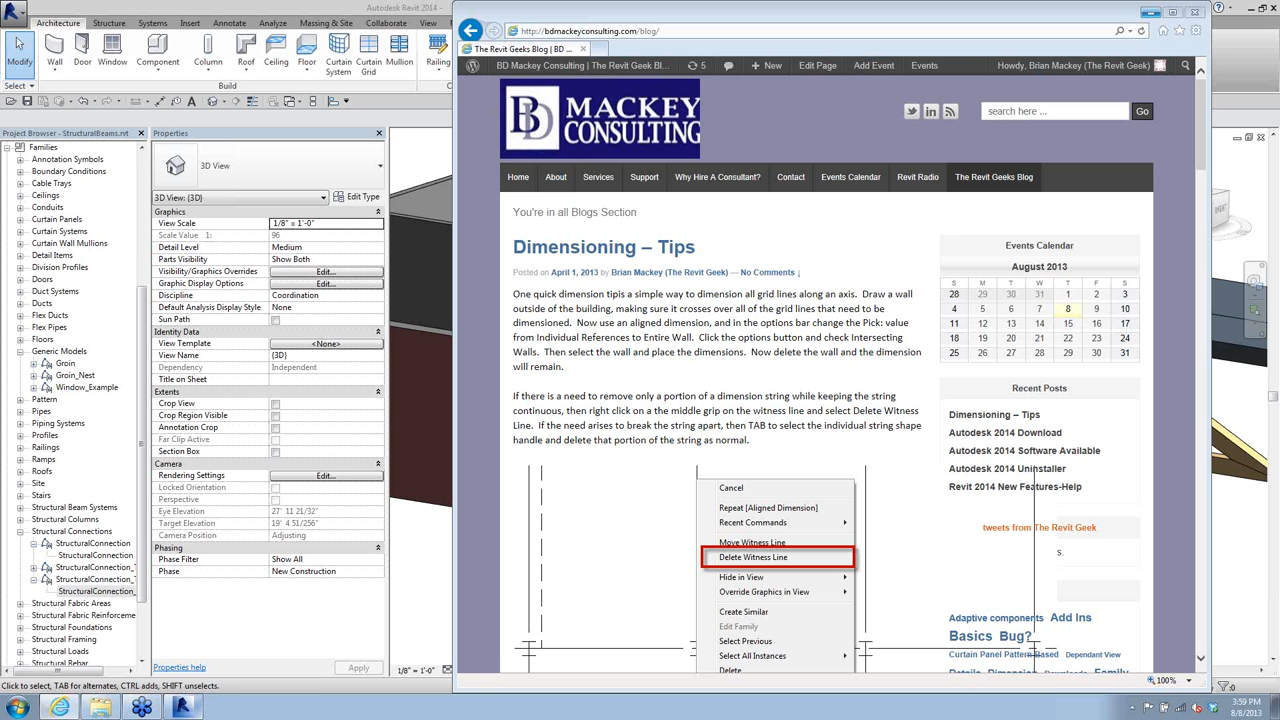 Autodesk Revit 2014 -
Architecture Structure Systems Insert Annotate Analyze Massing & Site Collaborate View
Modify Wall Door Window Component Column Roof Ceiling Floor Curtain System Curtain Grid Mullion Railing
Select Build
Project Browser - StructuralBeams.rvt
Families
Annotation Symbols
Boundary Conditions
Cable Trays
Ceilings
Conduits
Curtain Panels
Curtain Systems
Curtain Wall Mullions
Detail Items
Division Profiles
Doors
Duct Systems
Ducts
Flex Ducts
Flex Pipes
Floors
Generic Models
Groin
Groin_Nest
Window_Example
Pattern
Pipes
Piping Systems
Profiles
Railings
Ramps
Roofs
Site
Stairs
Structural Beam Systems
Structural Columns
Structural Connections
StructuralConnection
StructuralConnection
StructuralConnection_
StructuralConnection_
StructuralConnection_
Structural Fabric Areas
Structural Fabric Reinforceme
Structural Foundations
Structural Framing
Structural Loads
Structural Rebar
Properties
3D View
3D View: {3D} Edit Type
Graphics
View Scale 1/8" = 1'-0"
Scale Value 1: 96
Detail Level Medium
Parts Visibility Show Both
Visibility/Graphics Overrides Edit...
Graphic Display Options Edit...
Discipline Coordination
Default Analysis Display Style None
Sun Path
Identity Data
View Template <None>
View Name {3D}
Dependency Independent
Title on Sheet
Extents
Crop View
Crop Region Visible
Annotation Crop
Far Clip Active
Section Box
Camera
Rendering Settings Edit...
Locked Orientation
Perspective
Eye Elevation 27' 11 21/32"
Target Elevation 19' 4 51/256"
Camera Position Adjusting
Phasing
Phase Filter Show All
Phase New Construction
Properties help Apply
1/8" = 1'-0"
Click to select, TAB for alternates, CTRL adds, SHIFT unselects.
http://bdmackeyconsulting.com/blog/
The Revit Geeks Blog | BD ...
BD Mackey Consulting | The Revit Geeks Bl... 5 + New Edit Page Add Event Events Howdy, Brian Mackey (The Revit Geek)
BD MACKEY
CONSULTING
search here ... Go
Home About Services Support Why Hire A Consultant? Contact Events Calendar Revit Radio The Revit Geeks Blog
You're in all Blogs Section
Dimensioning – Tips
Posted on April 1, 2013 by Brian Mackey (The Revit Geek) — No Comments ↓
One quick dimension tipis a simple way to dimension all grid lines along an axis. Draw a wall
outside of the building, making sure it crosses over all of the grid lines that need to be
dimensioned. Now use an aligned dimension, and in the options bar change the Pick: value
from Individual References to Entire Wall. Click the options button and check Intersecting
Walls. Then select the wall and place the dimensions. Now delete the wall and the dimension
will remain.
If there is a need to remove only a portion of a dimension string while keeping the string
continuous, then right click on the middle grip on the witness line and select Delete Witness
Line. If the need arises to break the string apart, then TAB to select the individual string shape
handle and delete that portion of the string as normal.
Cancel
Repeat [Aligned Dimension]
Recent Commands
Move Witness Line
Delete Witness Line
Hide in View
Override Graphics in View
Create Similar
Edit Family
Select Previous
Select All Instances
Delete
Events Calendar
August 2013
S M T W T F S
28 29 30 31 1 2 3
4 5 6 7 8 9 10
11 12 13 14 15 16 17
18 19 20 21 22 23 24
25 26 27 28 29 30 31
Recent Posts
Dimensioning – Tips
Autodesk 2014 Download
Autodesk 2014 Software Available
Autodesk 2014 Uninstaller
Revit 2014 New Features-Help
tweets from The Revit Geek
s.
Adaptive components Add Ins
Basics Bug?
Curtain Panel Pattern Based Dependant View
Details Dimension Downloads Family
100%
:0
3:59 PM
8/8/2013